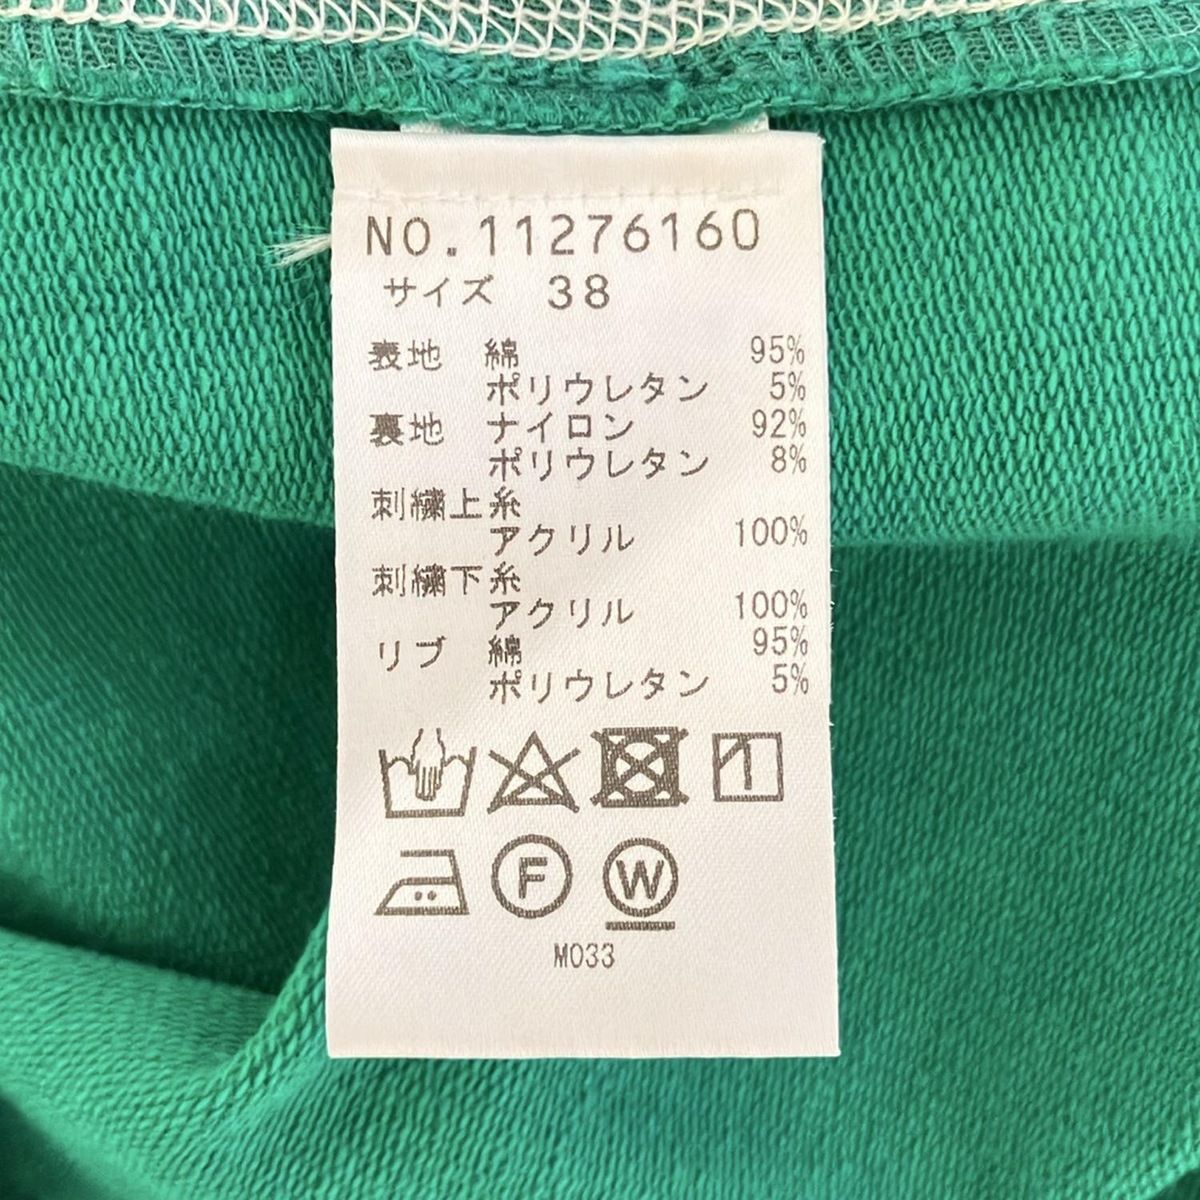 NO.11276160
サイズ 38
表地 綿 95%
ポリウレタン 5%
裏地 ナイロン 92%
ポリウレタン 8%
刺繍上糸
アクリル 100%
刺繍下糸
アクリル 100%
リブ 綿 95%
ポリウレタン 5%
F W
M033